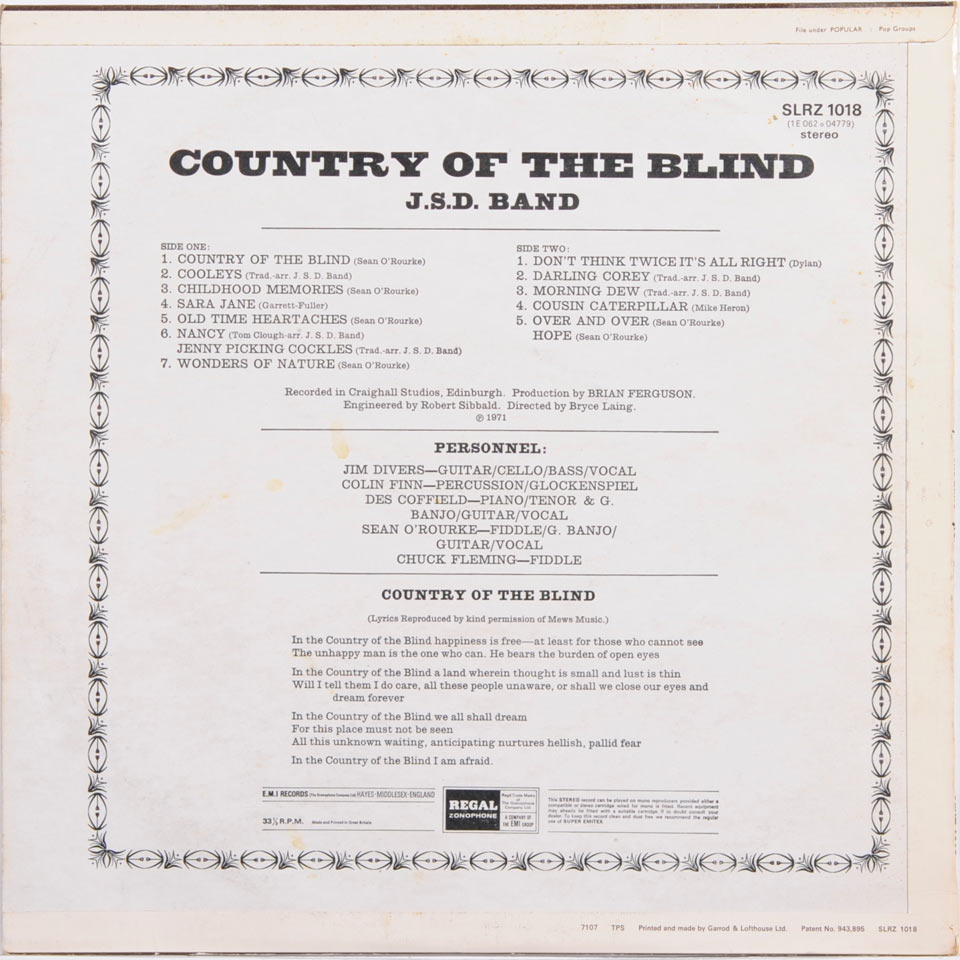 File under POPULAR : Pop Groups
SLRZ 1018
(1E 062 o 04779)
stereo
COUNTRY OF THE BLIND
J.S.D. BAND
SIDE ONE:
1. COUNTRY OF THE BLIND (Sean O'Rourke)
2. COOLEYS (Trad.-arr. J. S. D. Band)
3. CHILDHOOD MEMORIES (Sean O'Rourke)
4. SARA JANE (Garrett-Fuller)
5. OLD TIME HEARTACHES (Sean O'Rourke)
6. NANCY (Tom Clough-arr. J. S. D. Band)
JENNY PICKING COCKLES (Trad.-arr. J. S. D. Band)
7. WONDERS OF NATURE (Sean O'Rourke)
SIDE TWO:
1. DON'T THINK TWICE IT'S ALL RIGHT (Dylan)
2. DARLING COREY (Trad.-arr. J. S. D. Band)
3. MORNING DEW (Trad.-arr. J. S. D. Band)
4. COUSIN CATERPILLAR (Mike Heron)
5. OVER AND OVER (Sean O'Rourke)
HOPE (Sean O'Rourke)
Recorded in Craighall Studios, Edinburgh. Production by BRIAN FERGUSON.
Engineered by Robert Sibbald. Directed by Bryce Laing.
℗ 1971
PERSONNEL:
JIM DIVERS—GUITAR/CELLO/BASS/VOCAL
COLIN FINN—PERCUSSION/GLOCKENSPIEL
DES COFFIELD—PIANO/TENOR & G.
BANJO/GUITAR/VOCAL
SEAN O'ROURKE—FIDDLE/G. BANJO/
GUITAR/VOCAL
CHUCK FLEMING—FIDDLE
COUNTRY OF THE BLIND
(Lyrics Reproduced by kind permission of Mews Music.)
In the Country of the Blind happiness is free—at least for those who cannot see
The unhappy man is the one who can. He bears the burden of open eyes
In the Country of the Blind a land wherein thought is small and lust is thin
Will I tell them I do care, all these people unaware, or shall we close our eyes and
dream forever
In the Country of the Blind we all shall dream
For this place must not be seen
All this unknown waiting, anticipating nurtures hellish, pallid fear
In the Country of the Blind I am afraid.
E.M.I RECORDS (The Gramophone Company Ltd) HAYES·MIDDLESEX·ENGLAND
33⅓ R.P.M. Made and Printed in Great Britain
REGAL
ZONOPHONE
Regd Trade Marks
of
The Gramophone
Company Ltd
A COMPANY OF
THE EMI GROUP
This STEREO record can be played on mono reproducers provided either a
compatible or stereo cartridge wired for mono is fitted. Recent equipment
may already be fitted with a suitable cartridge. If in doubt consult your
dealer. To keep this record clean and dust free we recommend the regular
use of SUPER EMITEX
7107 TPS Printed and made by Garrod & Lofthouse Ltd. Patent No. 943,895 SLRZ 1018